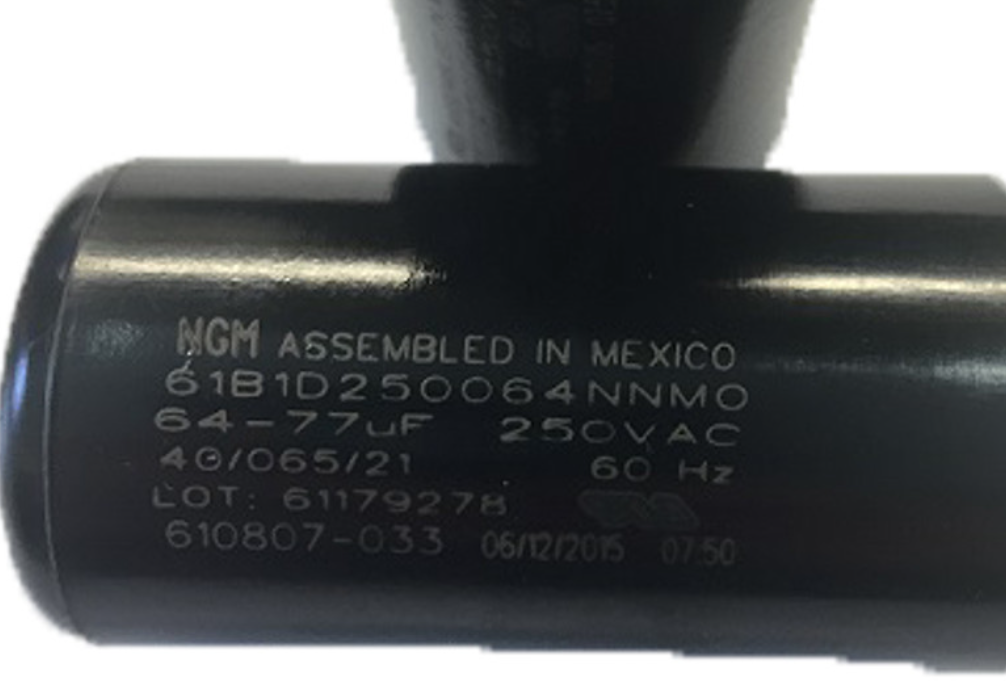 NGM ASSEMBLED IN MEXICO
61B1D250064NNMO
64-77uF 250VAC
40/065/21 60 Hz
LOT: 61179278
610807-033 06/12/2015 07:50